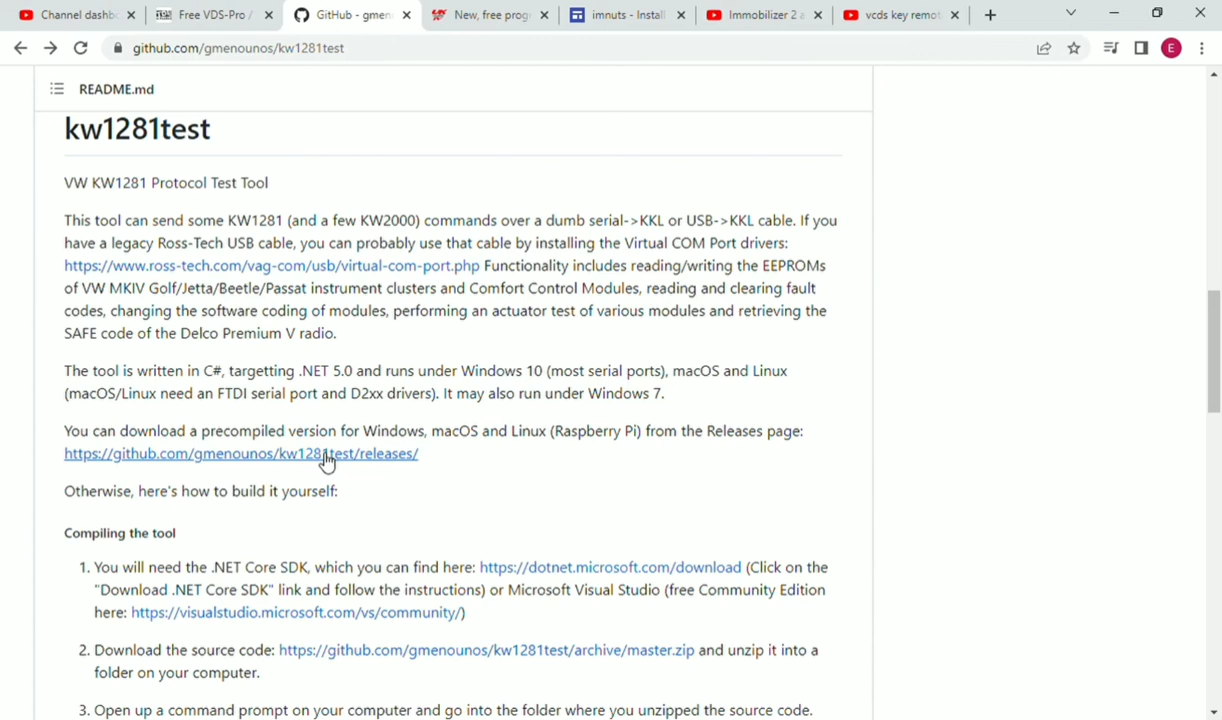 Channel dashb
Free VDS-Pro /
GitHub - gmen
New, free prog
imnuts - Install
Immobilizer 2 a
vcds key remot
github.com/gmenounos/kw1281test
E
README.md
kw1281test
VW KW1281 Protocol Test Tool
This tool can send some KW1281 (and a few KW2000) commands over a dumb serial->KKL or USB->KKL cable. If you
have a legacy Ross-Tech USB cable, you can probably use that cable by installing the Virtual COM Port drivers:
https://www.ross-tech.com/vag-com/usb/virtual-com-port.php Functionality includes reading/writing the EEPROMs
of VW MKIV Golf/Jetta/Beetle/Passat instrument clusters and Comfort Control Modules, reading and clearing fault
codes, changing the software coding of modules, performing an actuator test of various modules and retrieving the
SAFE code of the Delco Premium V radio.
The tool is written in C#, targetting .NET 5.0 and runs under Windows 10 (most serial ports), macOS and Linux
(macOS/Linux need an FTDI serial port and D2xx drivers). It may also run under Windows 7.
You can download a precompiled version for Windows, macOS and Linux (Raspberry Pi) from the Releases page:
https://github.com/gmenounos/kw1281test/releases/
Otherwise, here's how to build it yourself:
Compiling the tool
1. You will need the .NET Core SDK, which you can find here: https://dotnet.microsoft.com/download (Click on the
"Download .NET Core SDK" link and follow the instructions) or Microsoft Visual Studio (free Community Edition
here: https://visualstudio.microsoft.com/vs/community/)
2. Download the source code: https://github.com/gmenounos/kw1281test/archive/master.zip and unzip it into a
folder on your computer.
3. Open up a command prompt on your computer and go into the folder where you unzipped the source code.